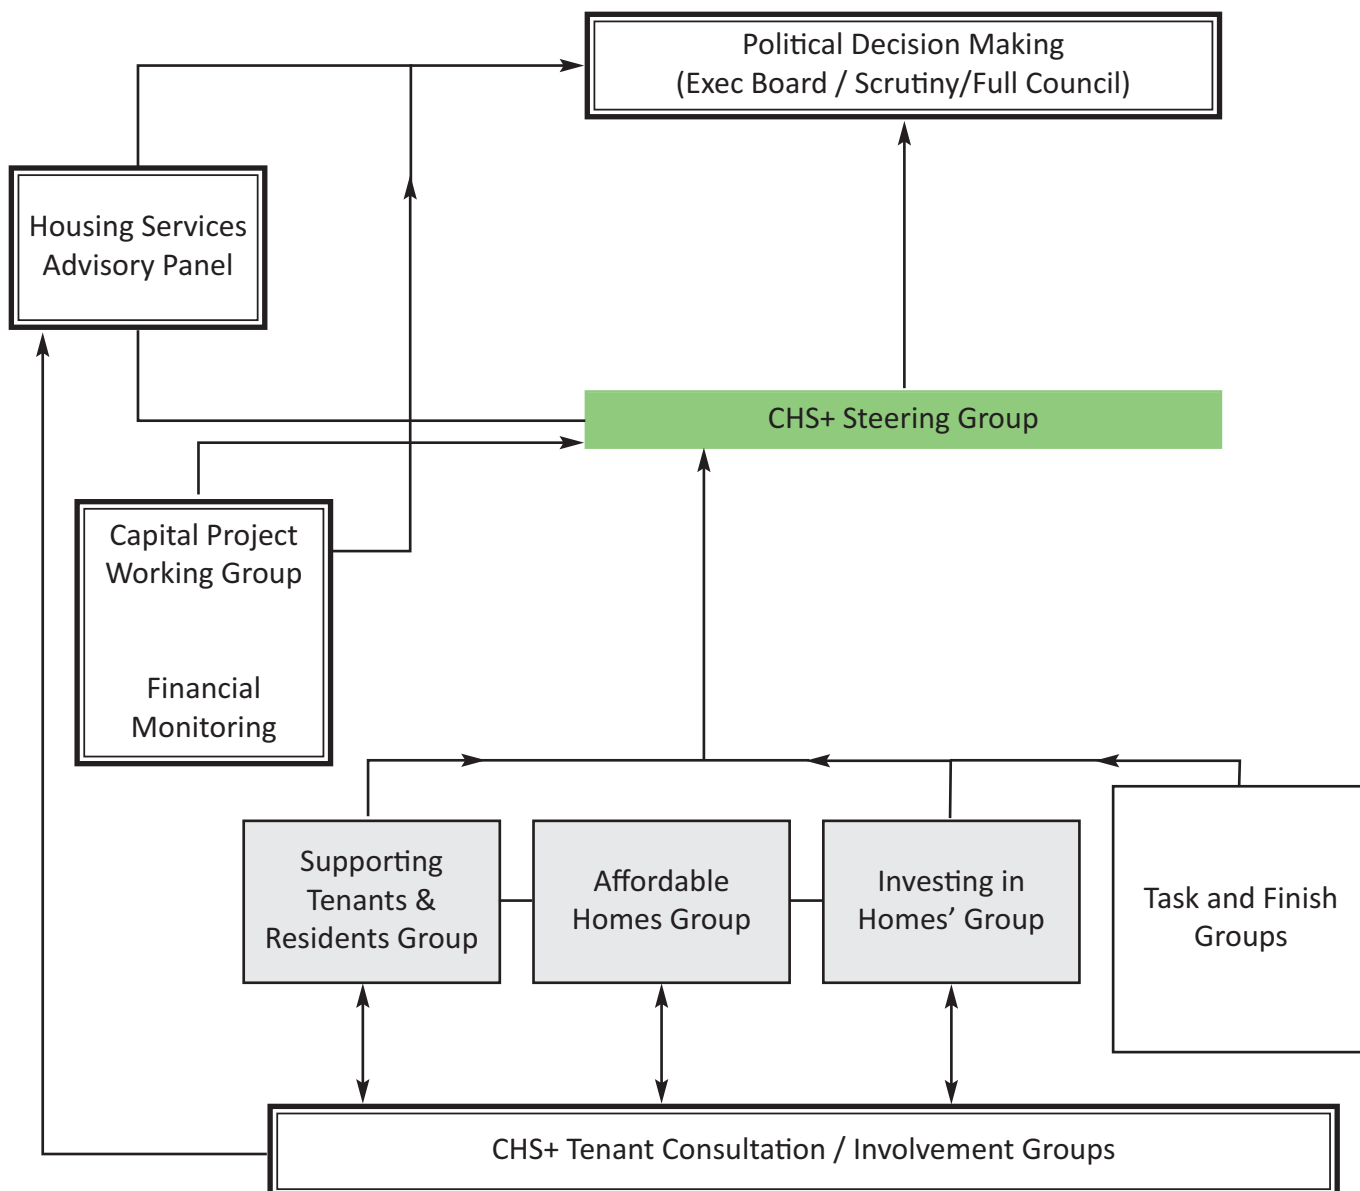 Political Decision Making
(Exec Board / Scrutiny/Full Council)
Housing Services
Advisory Panel
CHS+ Steering Group
Capital Project
Working Group
Financial
Monitoring
Supporting
Tenants &
Residents Group
Affordable
Homes Group
Investing in
Homes’ Group
Task and Finish
Groups
CHS+ Tenant Consultation / Involvement Groups